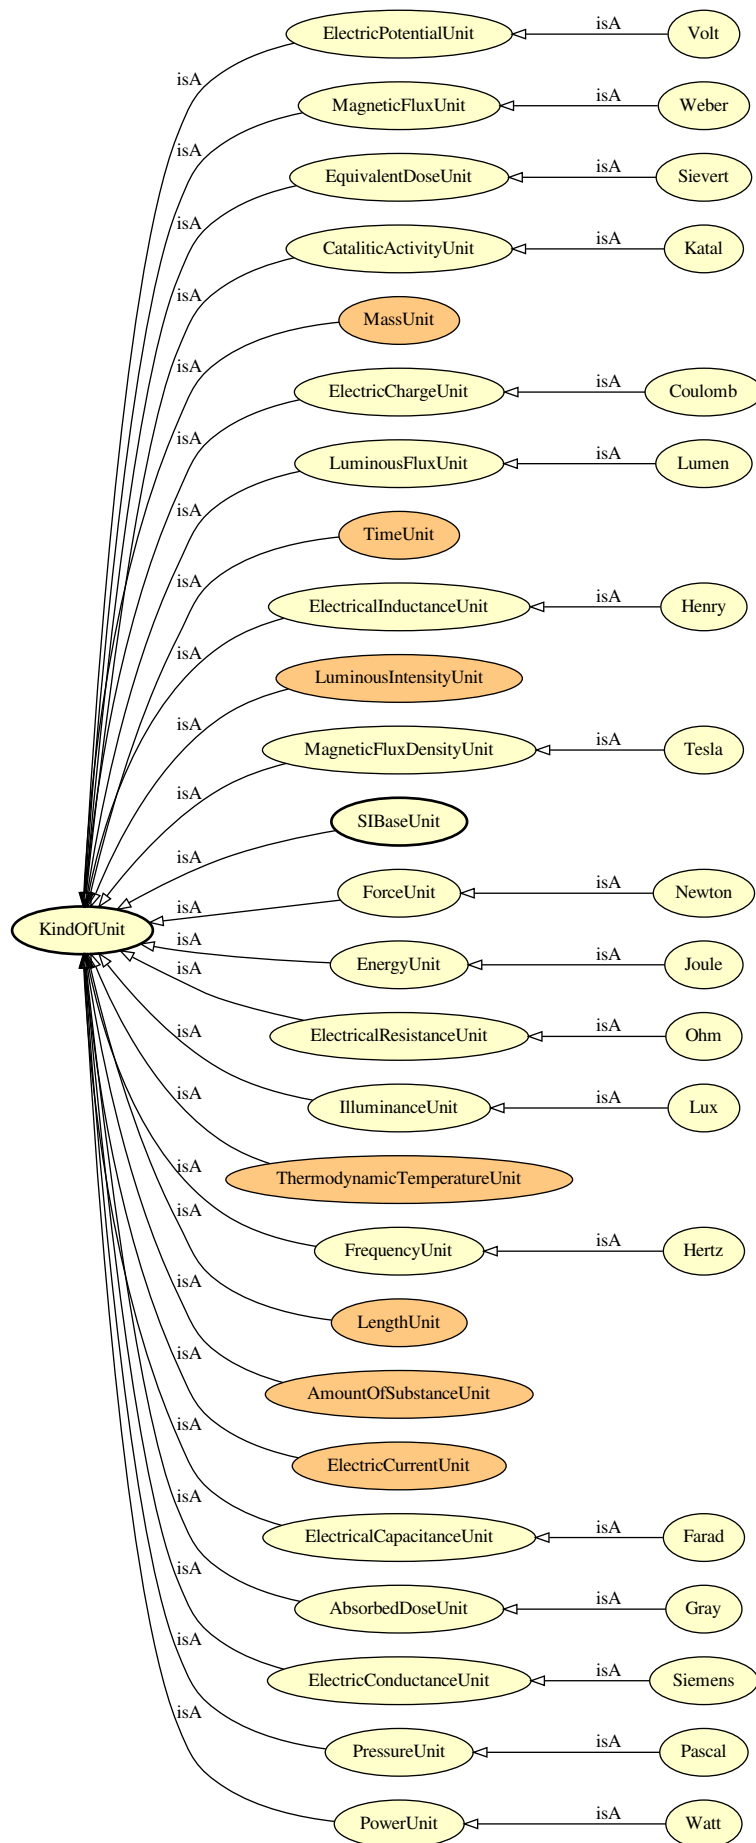 ElectricPotentialUnit isA Volt
isA
MagneticFluxUnit isA Weber
isA
EquivalentDoseUnit isA Sievert
isA
CataliticActivityUnit isA Katal
isA
MassUnit
isA
ElectricChargeUnit isA Coulomb
isA
LuminousFluxUnit isA Lumen
isA
TimeUnit
isA
ElectricalInductanceUnit isA Henry
isA
LuminousIntensityUnit
isA
MagneticFluxDensityUnit isA Tesla
isA
SIBaseUnit
isA
ForceUnit isA Newton
isA
KindOfUnit
isA
EnergyUnit isA Joule
isA
ElectricalResistanceUnit isA Ohm
isA
IlluminanceUnit isA Lux
isA
ThermodynamicTemperatureUnit
isA
FrequencyUnit isA Hertz
isA
LengthUnit
isA
AmountOfSubstanceUnit
isA
ElectricCurrentUnit
isA
ElectricalCapacitanceUnit isA Farad
isA
AbsorbedDoseUnit isA Gray
isA
ElectricConductanceUnit isA Siemens
isA
PressureUnit isA Pascal
isA
PowerUnit isA Watt